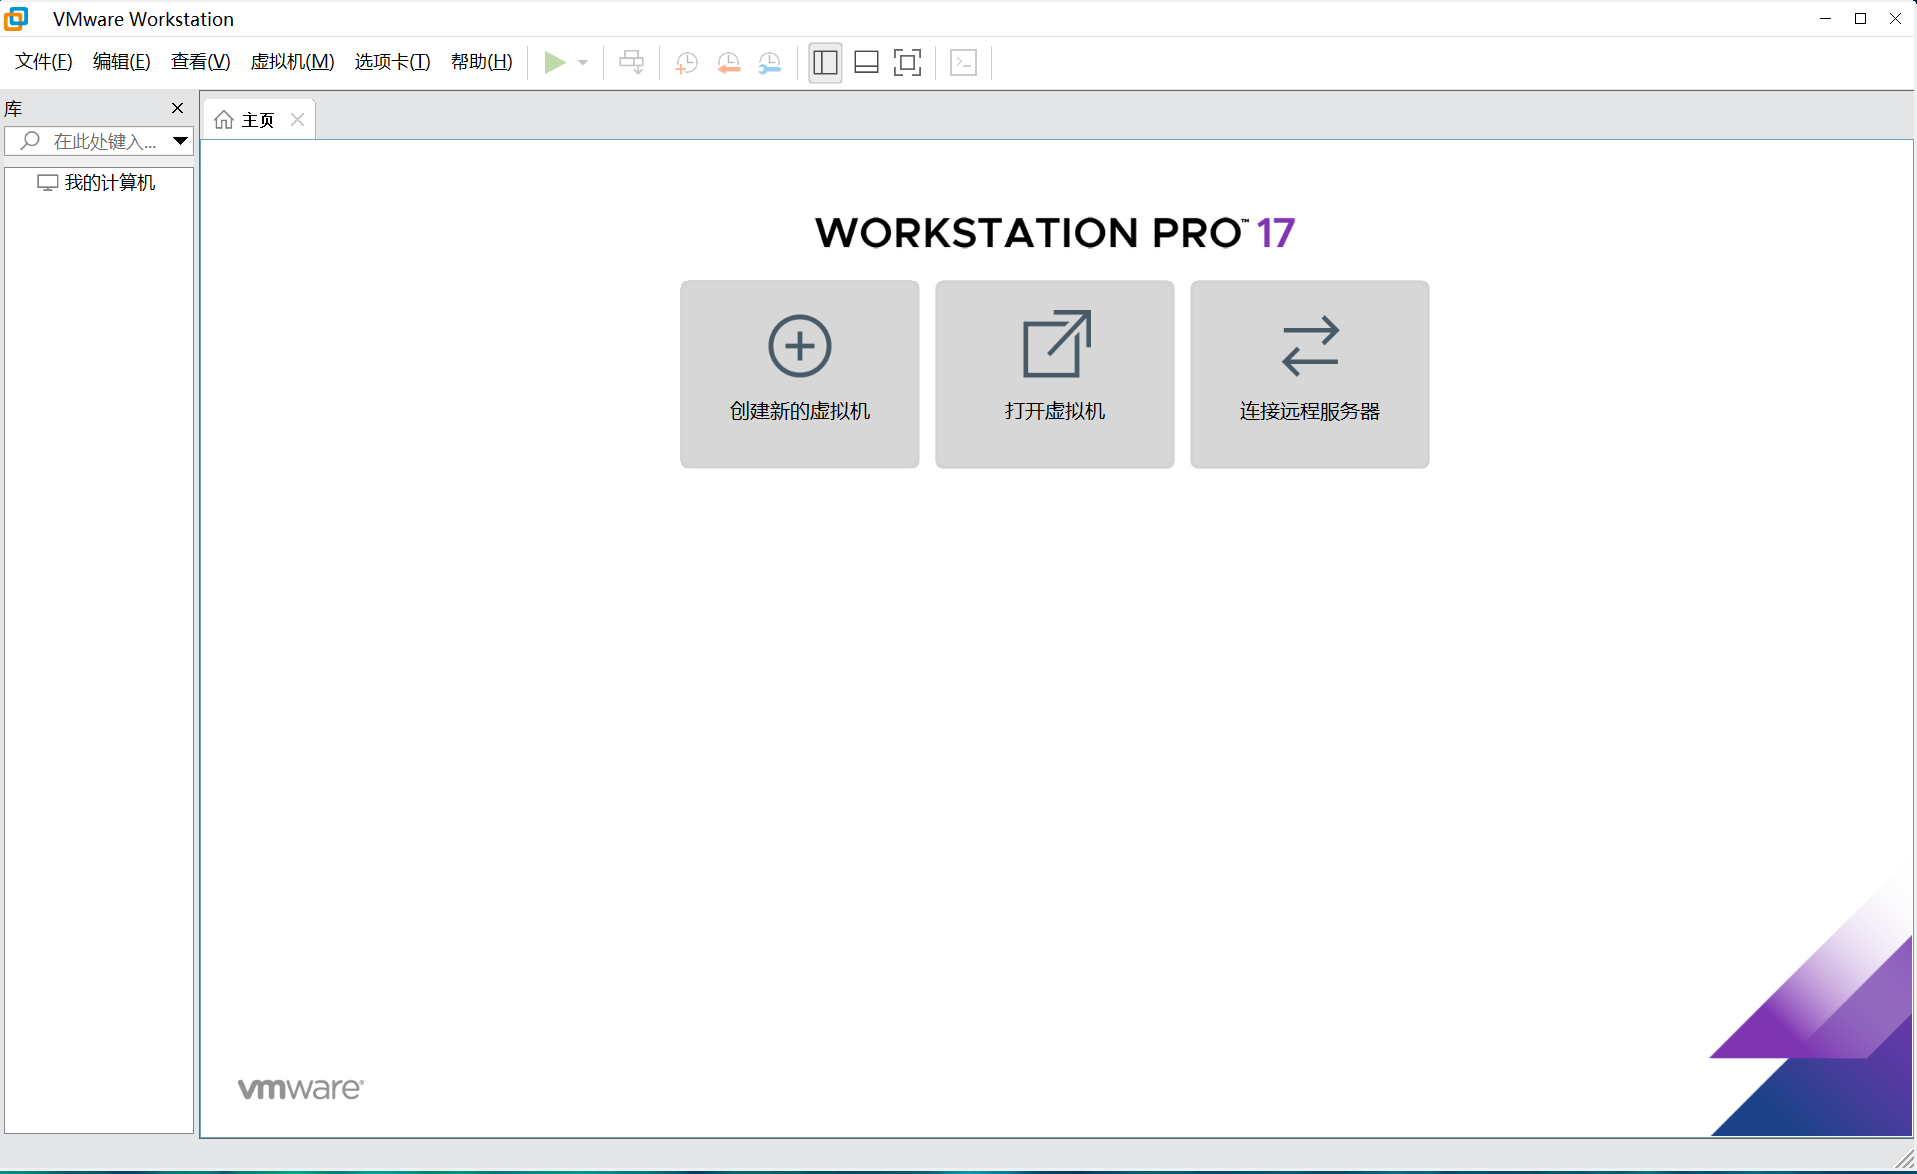 VMware Workstation
文件(F) 编辑(E) 查看(V) 虚拟机(M) 选项卡(T) 帮助(H)
库
在此处键入...
我的计算机
主页
WORKSTATION PRO™ 17
创建新的虚拟机 打开虚拟机 连接远程服务器
vmware®